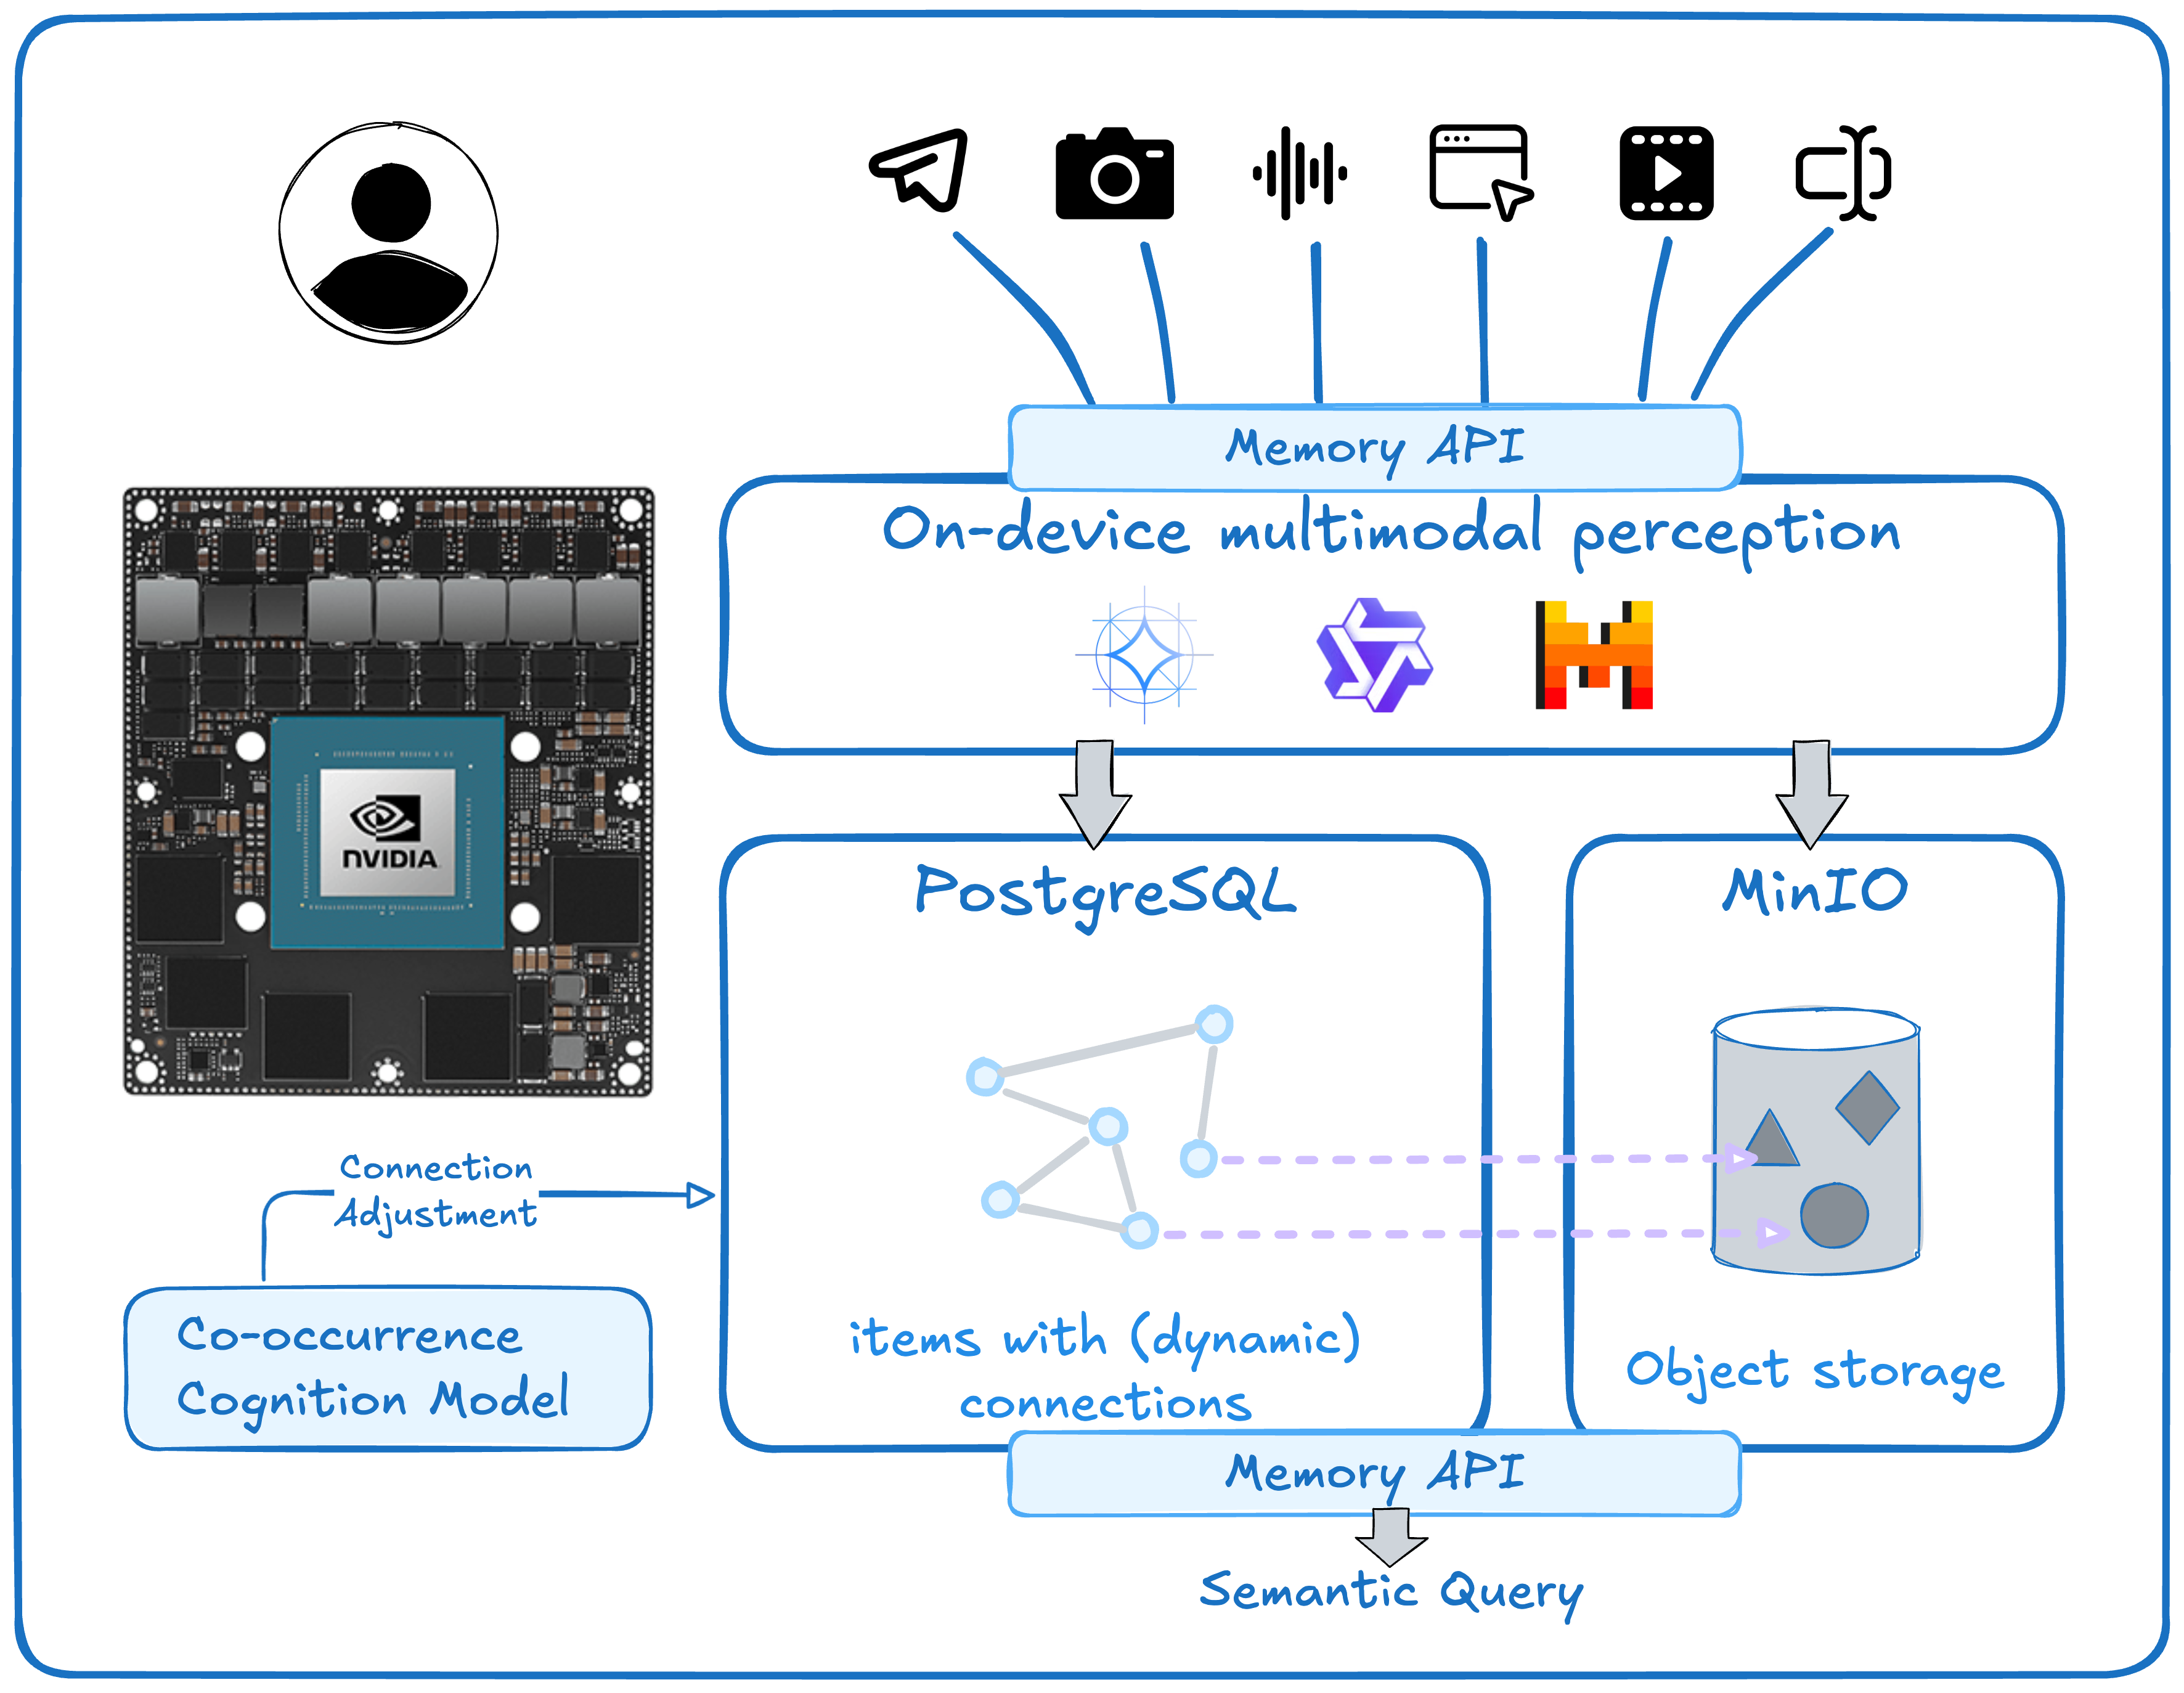 Memory API
On-device multimodal perception
NVIDIA
PostgreSQL
MinIO
Connection
Adjustment
Co-occurrence
Cognition Model
items with (dynamic)
connections
Object storage
Memory API
Semantic Query